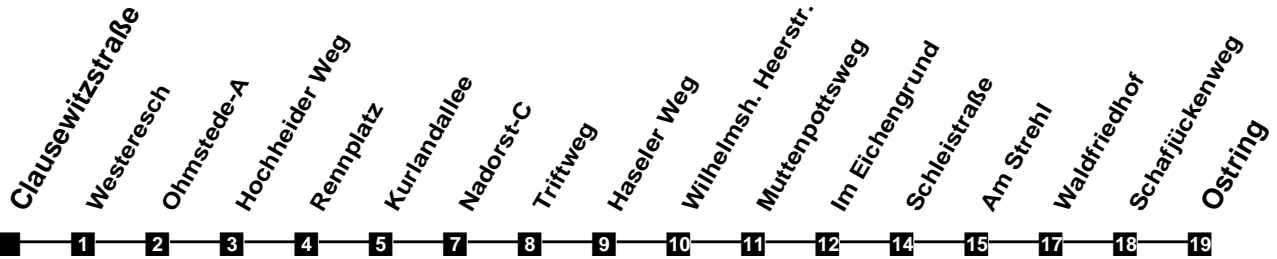 Clausewitzstraße
Westeresch
Ohmstede-A
Hochheider Weg
Rennplatz
Kurlandallee
Nadorst-C
Triftweg
Haseler Weg
Wilhelmsh. Heerstr.
Muttenpottsweg
Im Eichengrund
Schleistraße
Am Strehl
Waldfriedhof
Schafjückenweg
Ostring
1 2 3 4 5 7 8 9 10 11 12 14 15 17 18 19